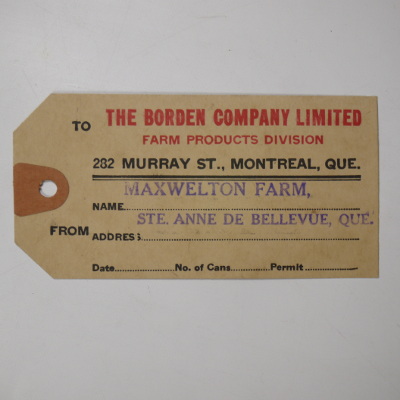 TO THE BORDEN COMPANY LIMITED
FARM PRODUCTS DIVISION
282 MURRAY ST., MONTREAL, QUE.
MAXWELTON FARM,
NAME
STE. ANNE DE BELLEVUE, QUE.
FROM ADDRESS
Date No. of Cans Permit